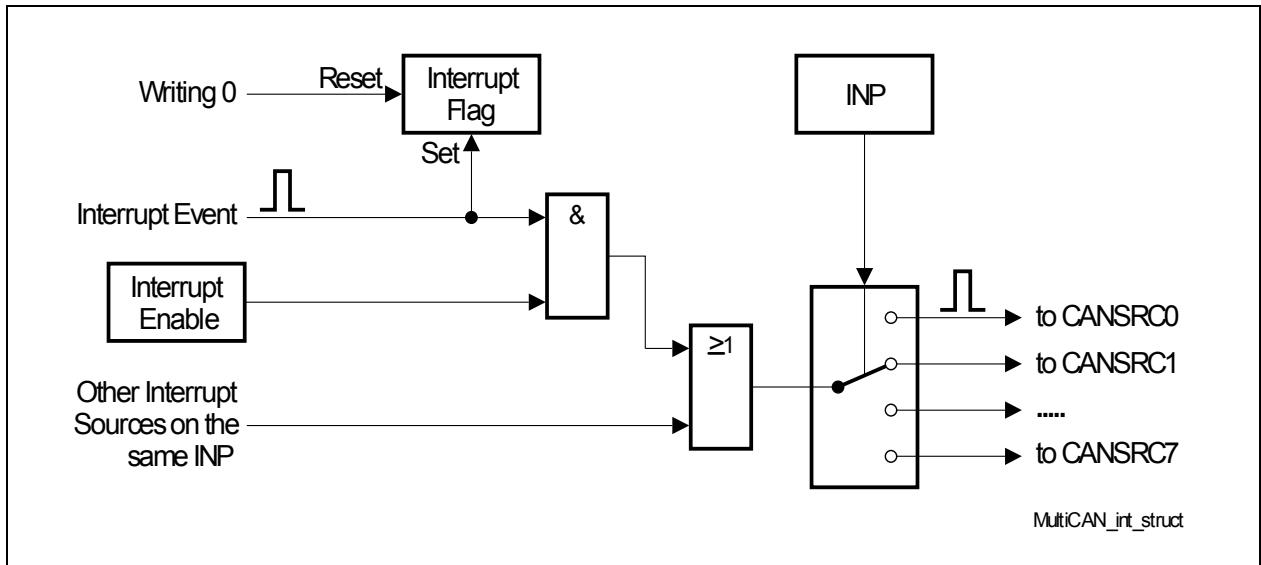 Writing 0
Reset
Interrupt
Flag
INP
Set
Interrupt Event
&
Interrupt
Enable
≥1
to CANSRC0
to CANSRC1
.....
to CANSRC7
Other Interrupt
Sources on the
same INP
MultiCAN_int_struct